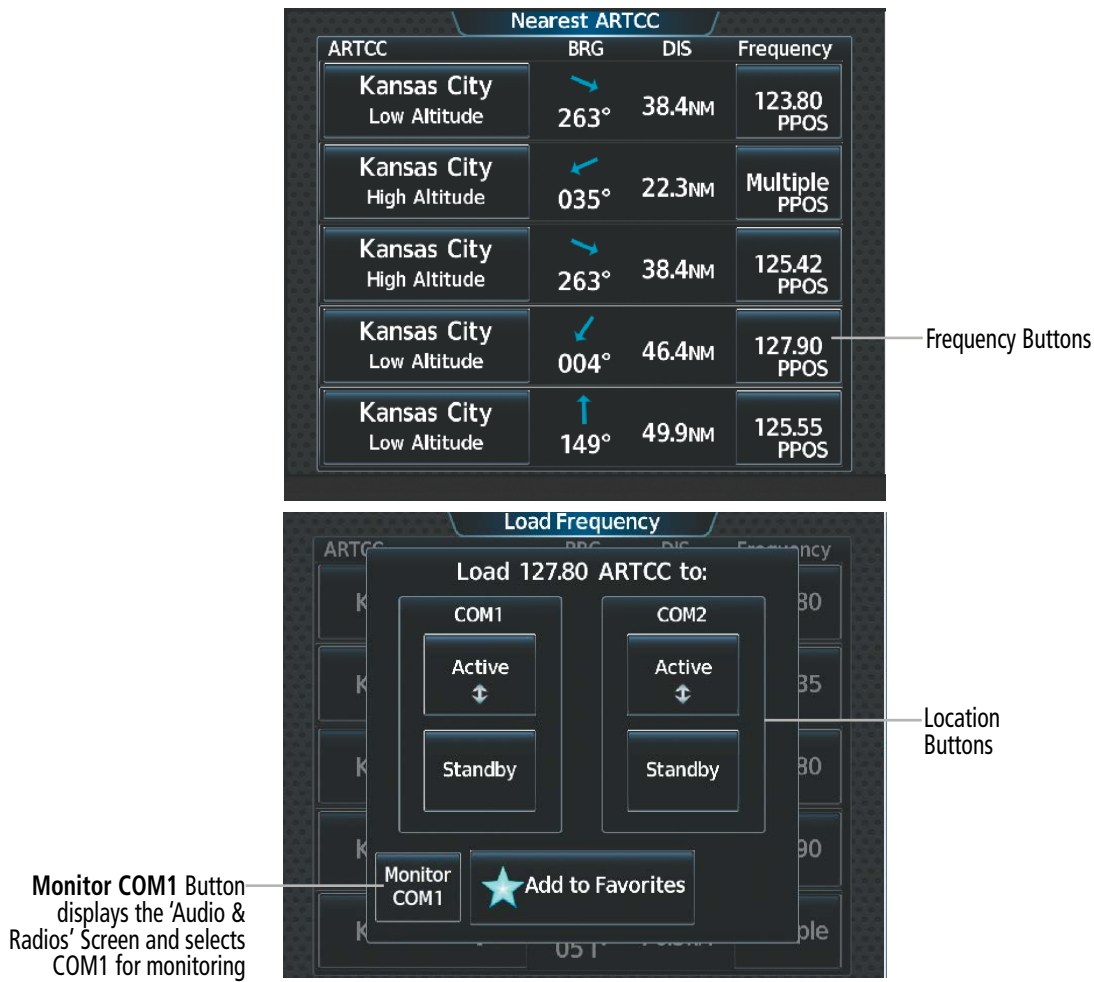 Nearest ARTCC
ARTCC BRG DIS Frequency
Kansas City
Low Altitude
263° 38.4NM
123.80
PPOS
Kansas City
High Altitude
035° 22.3NM
Multiple
PPOS
Kansas City
High Altitude
263° 38.4NM
125.42
PPOS
Kansas City
Low Altitude
004° 46.4NM
127.90
PPOS
Frequency Buttons
Kansas City
Low Altitude
149° 49.9NM
125.55
PPOS
Load Frequency
Load 127.80 ARTCC to:
COM1 COM2
Active Active
Standby Standby
Location
Buttons
Monitor
COM1
Add to Favorites
Monitor COM1 Button
displays the 'Audio &
Radios' Screen and selects
COM1 for monitoring